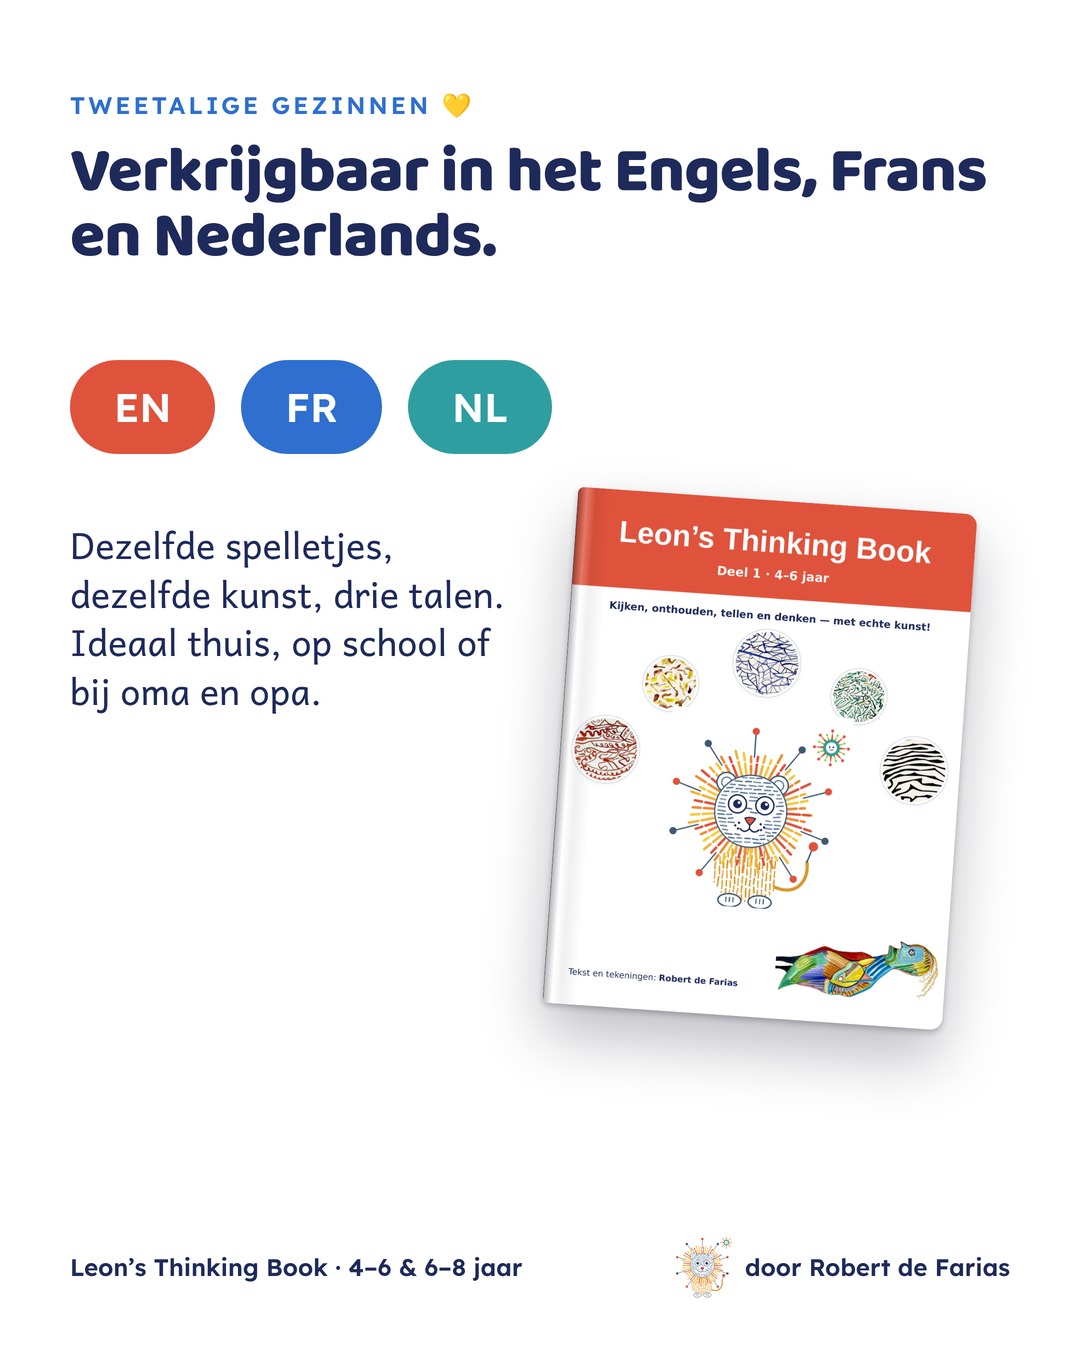 TWEETALIGE GEZINNEN 💛
Verkrijgbaar in het Engels, Frans
en Nederlands.
EN FR NL
Dezelfde spelletjes,
dezelfde kunst, drie talen.
Ideaal thuis, op school of
bij oma en opa.
Leon’s Thinking Book
Deel 1 · 4–6 jaar
Kijken, onthouden, tellen en denken — met echte kunst!
Tekst en tekeningen: Robert de Farias
Leon’s Thinking Book · 4–6 & 6–8 jaar
door Robert de Farias